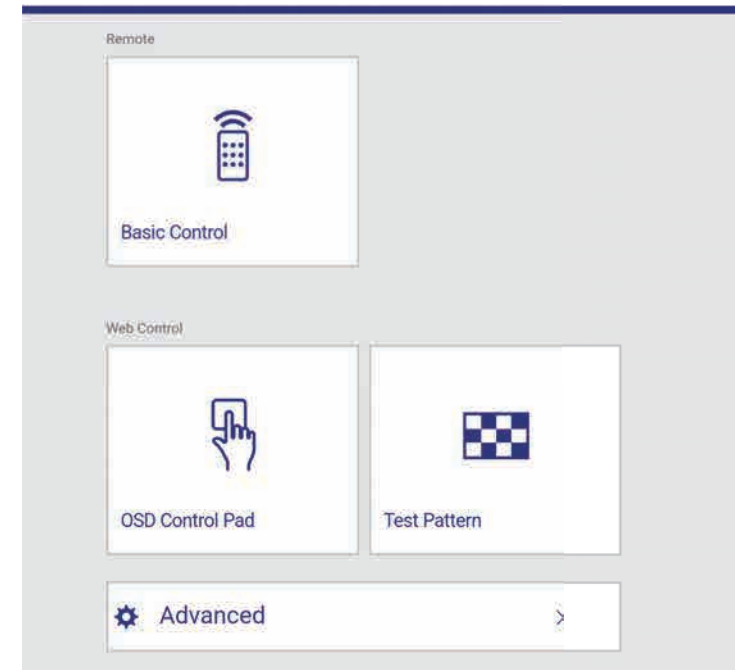 Remote
Basic Control
Web Control
OSD Control Pad
Test Pattern
Advanced